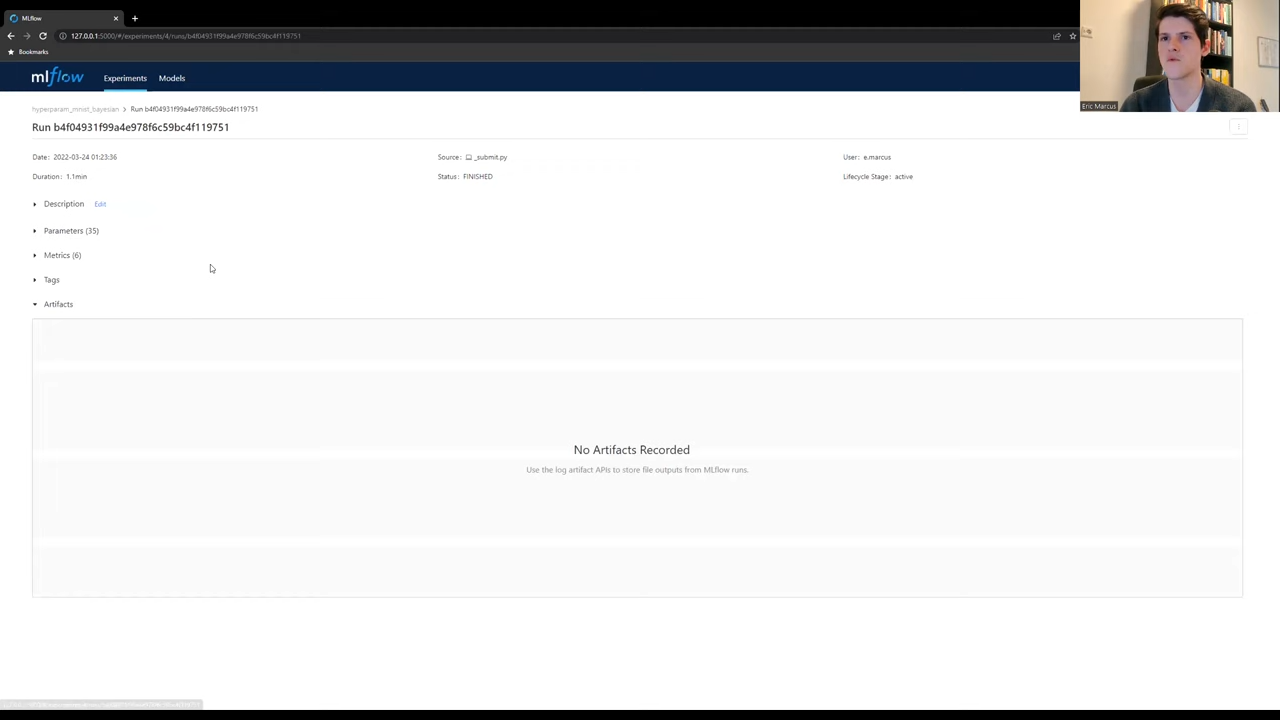 MLflow
127.0.0.1:5000/#/experiments/4/runs/b4f04931f99a4e978f6c59bc4f119751
Bookmarks
mlflow
Experiments
Models
Eric Marcus
hyperparam_mnist_bayesian > Run b4f04931f99a4e978f6c59bc4f119751
Run b4f04931f99a4e978f6c59bc4f119751
Date: 2022-03-24 01:23:36
Source: _submit.py
User: e.marcus
Duration: 1.1min
Status: FINISHED
Lifecycle Stage: active
Description Edit
Parameters (35)
Metrics (6)
Tags
Artifacts
No Artifacts Recorded
Use the log artifact APIs to store file outputs from MLflow runs.